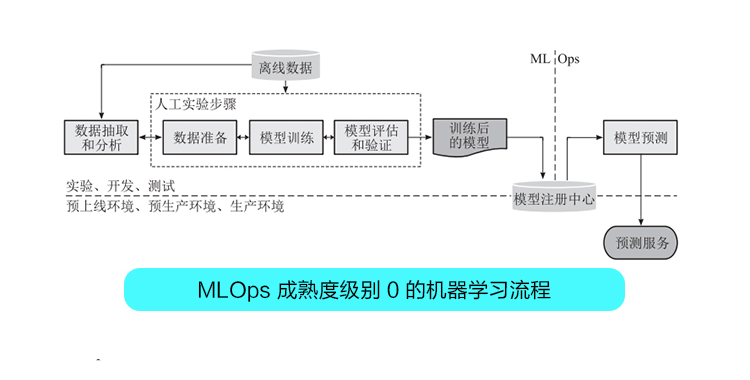 离线数据
ML Ops
人工实验步骤
数据抽取
和分析
数据准备
模型训练
模型评估
和验证
训练后
的模型
模型预测
实验、开发、测试
预上线环境、预生产环境、生产环境
模型注册中心
预测服务
MLOps 成熟度级别 0 的机器学习流程